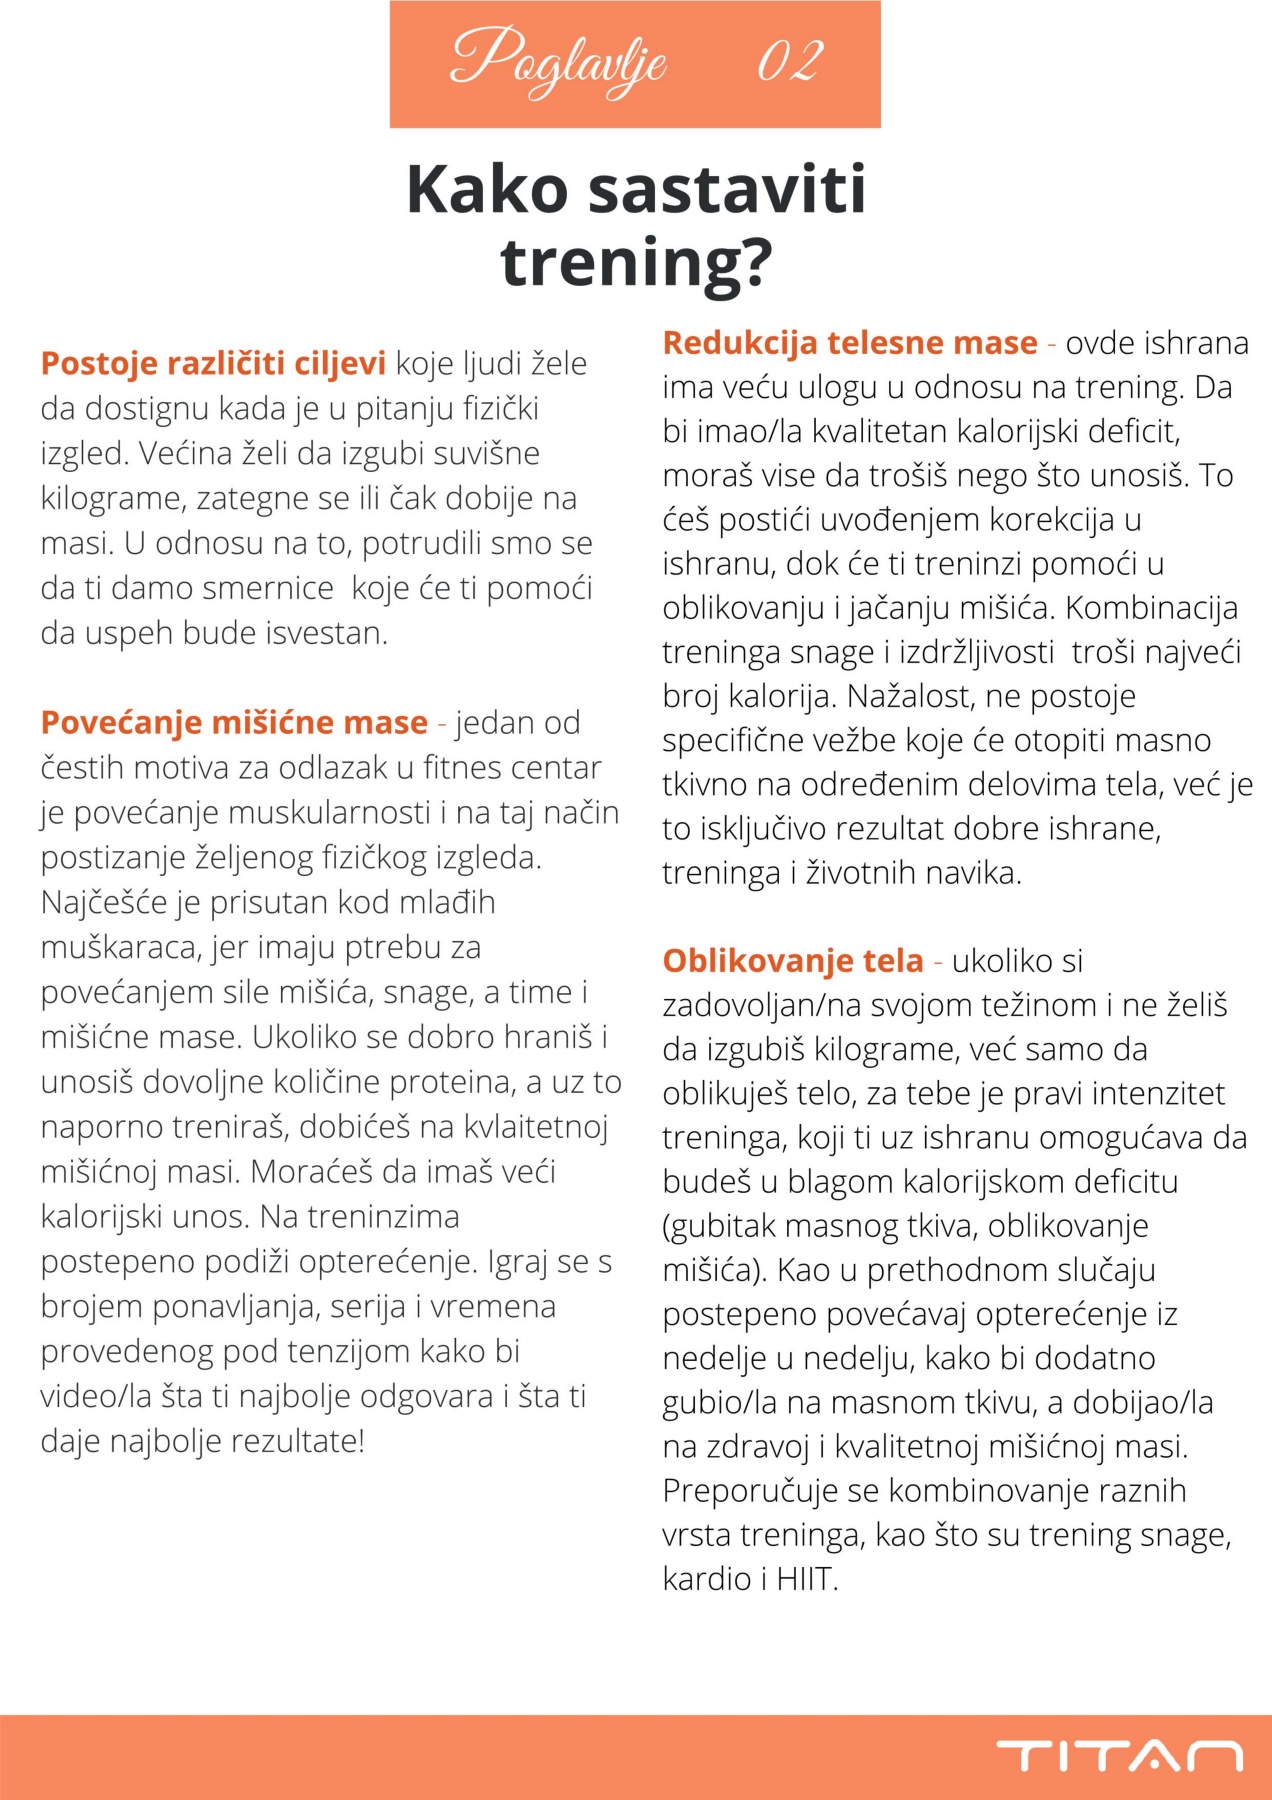 Poglavlje 02
Kako sastaviti
trening?
Postoje različiti ciljevi koje ljudi žele
da dostignu kada je u pitanju fizički
izgled. Većina želi da izgubi suvišne
kilograme, zategne se ili čak dobije na
masi. U odnosu na to, potrudili smo se
da ti damo smernice  koje će ti pomoći
da uspeh bude isvestan.
Povećanje mišićne mase - jedan od
čestih motiva za odlazak u fitnes centar
je povećanje muskularnosti i na taj način
postizanje željenog fizičkog izgleda.
Najčešće je prisutan kod mlađih
muškaraca, jer imaju ptrebu za
povećanjem sile mišića, snage, a time i
mišićne mase. Ukoliko se dobro hraniš i
unosiš dovoljne količine proteina, a uz to
naporno treniraš, dobićeš na kvlaitetnoj
mišićnoj masi. Moraćeš da imaš veći
kalorijski unos. Na treninzima
postepeno podiži opterećenje. Igraj se s
brojem ponavljanja, serija i vremena
provedenog pod tenzijom kako bi
video/la šta ti najbolje odgovara i šta ti
daje najbolje rezultate!
Redukcija telesne mase - ovde ishrana
ima veću ulogu u odnosu na trening. Da
bi imao/la kvalitetan kalorijski deficit,
moraš vise da trošiš nego što unosiš. To
ćeš postići uvođenjem korekcija u
ishranu, dok će ti treninzi pomoći u
oblikovanju i jačanju mišića. Kombinacija
treninga snage i izdržljivosti  troši najveći
broj kalorija. Nažalost, ne postoje
specifične vežbe koje će otopiti masno
tkivno na određenim delovima tela, već je
to isključivo rezultat dobre ishrane,
treninga i životnih navika.
Oblikovanje tela - ukoliko si
zadovoljan/na svojom težinom i ne želiš
da izgubiš kilograme, već samo da
oblikuješ telo, za tebe je pravi intenzitet
treninga, koji ti uz ishranu omogućava da
budeš u blagom kalorijskom deficitu
(gubitak masnog tkiva, oblikovanje
mišića). Kao u prethodnom slučaju
postepeno povećavaj opterećenje iz
nedelje u nedelju, kako bi dodatno
gubio/la na masnom tkivu, a dobijao/la
na zdravoj i kvalitetnoj mišićnoj masi.
Preporučuje se kombinovanje raznih
vrsta treninga, kao što su trening snage,
kardio i HIIT.
TITAN